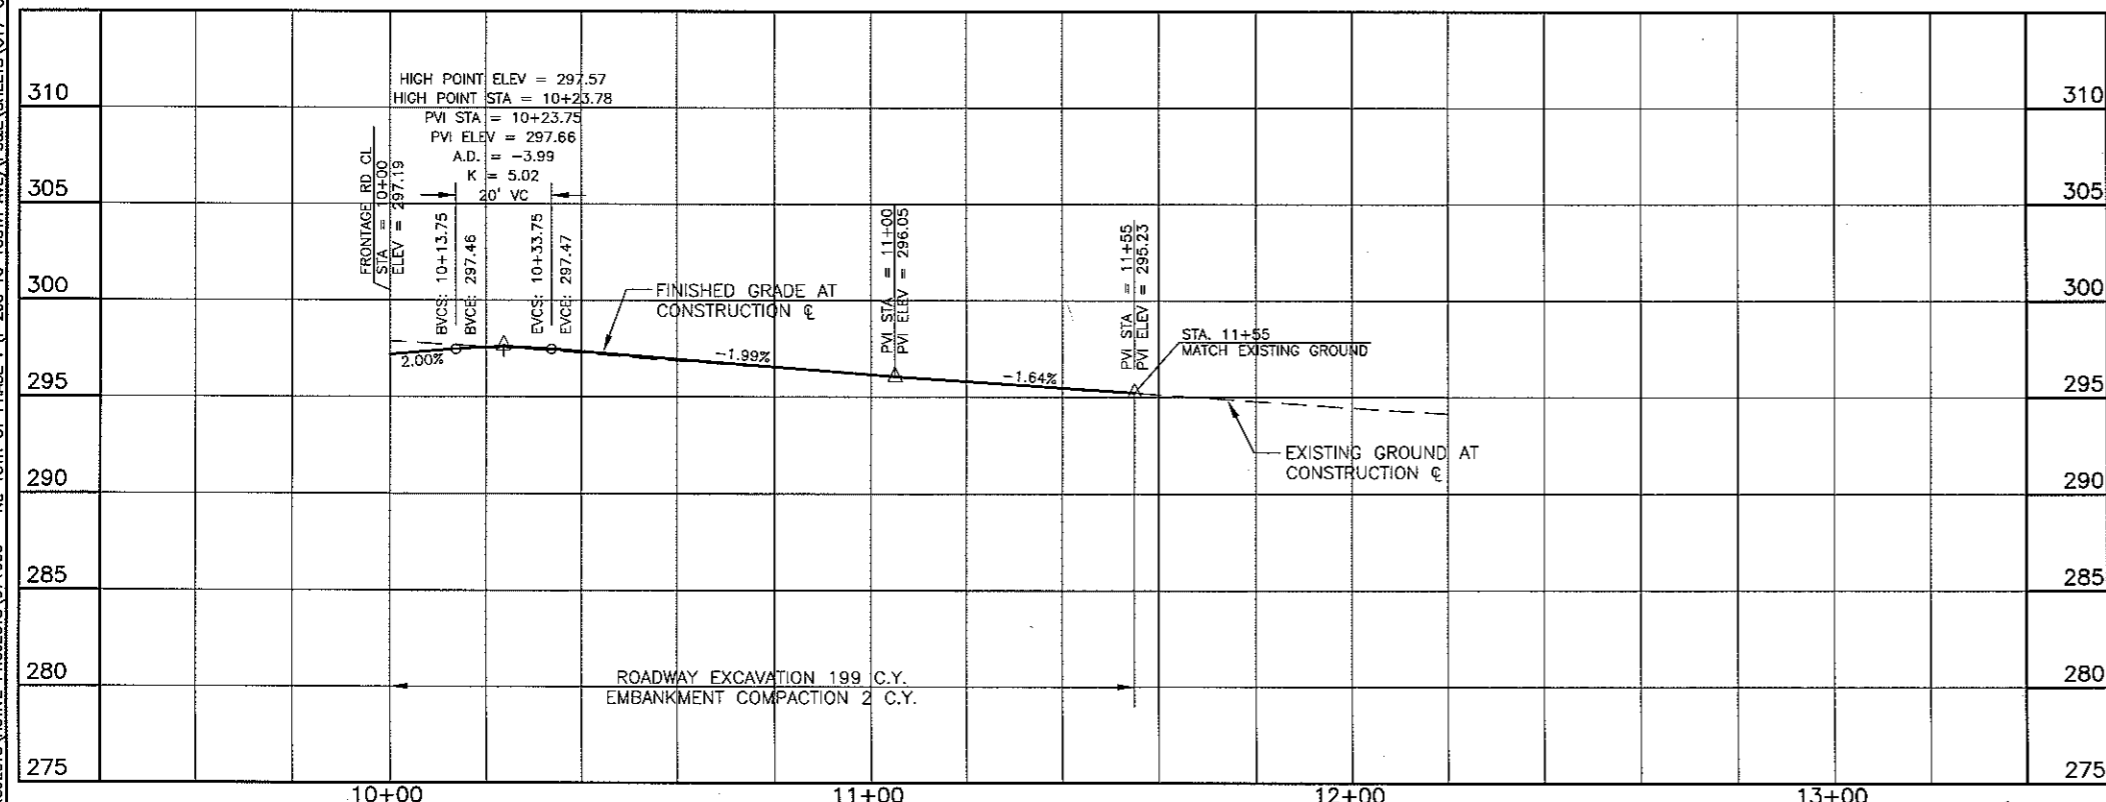 HIGH POINT ELEV = 297.57
HIGH POINT STA = 10+23.78
PVI STA = 10+23.75
PVI ELEV = 297.66
A.D. = -3.99
K = 5.02
20' VC
FRONTAGE RD CL
STA = 10+00
ELEV = 297.19
BVCS: 10+13.75
BVCE: 297.46
EVCS: 10+33.75
EVCE: 297.47
FINISHED GRADE AT
CONSTRUCTION ℄
PVI STA = 11+00
PVI ELEV = 296.05
PVI STA = 11+55
PVI ELEV = 295.23
STA. 11+55
MATCH EXISTING GROUND
2.00%
-1.99%
-1.64%
EXISTING GROUND AT
CONSTRUCTION ℄
ROADWAY EXCAVATION 199 C.Y.
EMBANKMENT COMPACTION 2 C.Y.
310
305
300
295
290
285
280
275
310
305
300
295
290
285
280
275
10+00
11+00
12+00
13+00